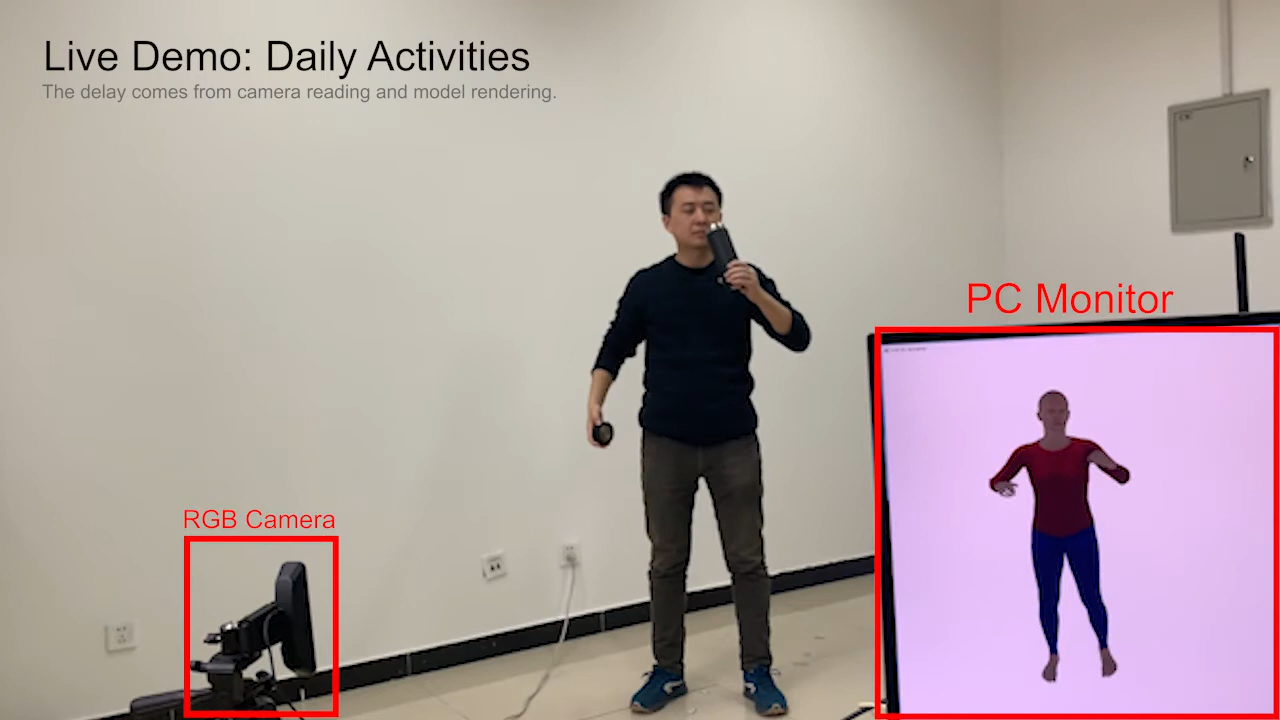 Live Demo: Daily Activities
The delay comes from camera reading and model rendering.
PC Monitor
RGB Camera